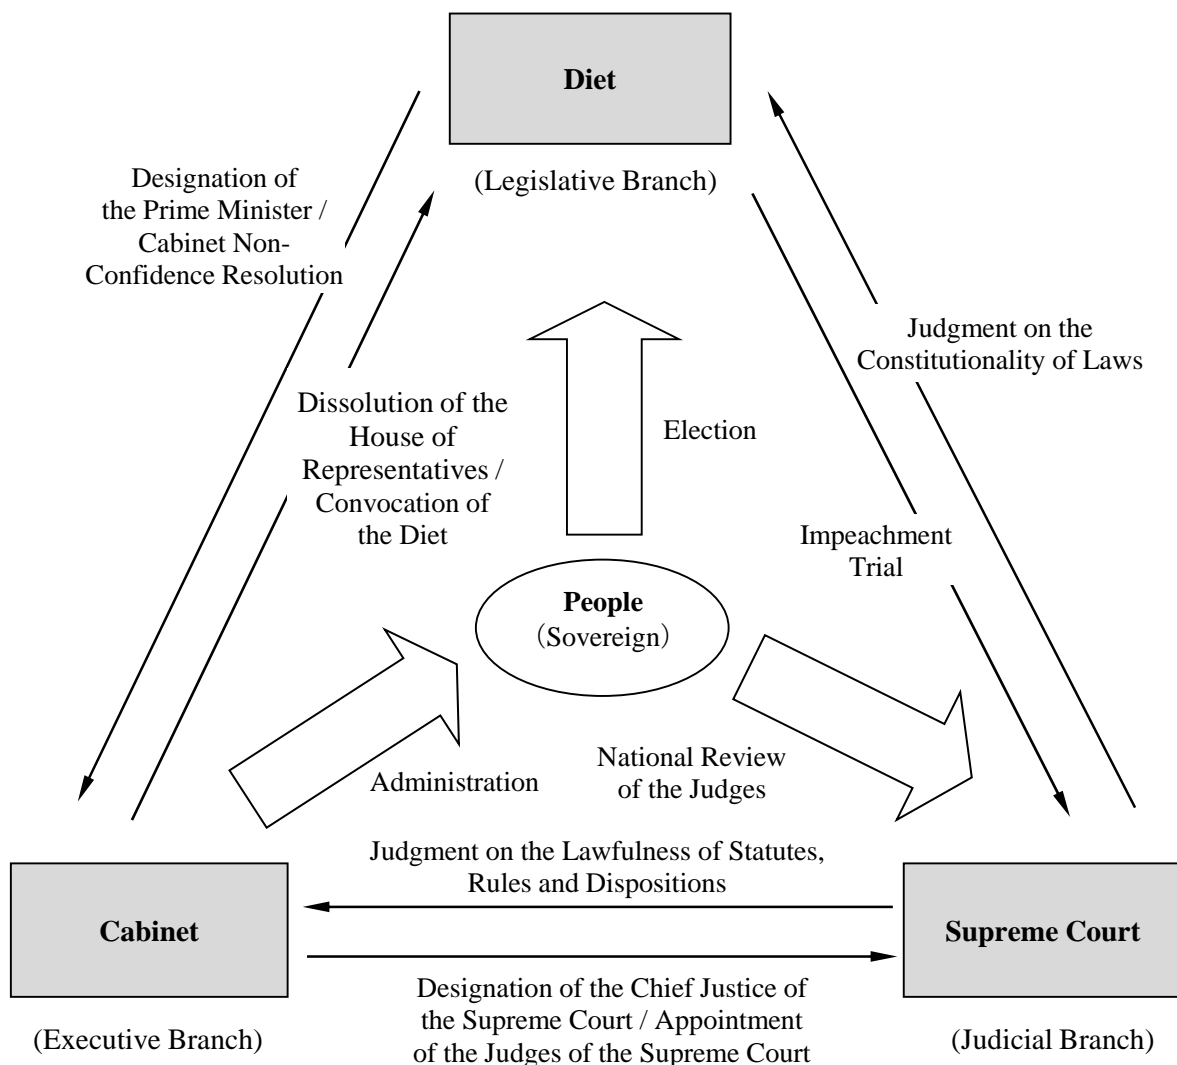 Diet
(Legislative Branch)
Designation of
the Prime Minister /
Cabinet Non-
Confidence Resolution
Judgment on the
Constitutionality of Laws
Dissolution of the
House of
Representatives /
Convocation of
the Diet
Election
Impeachment
Trial
People
（Sovereign）
Administration
National Review
of the Judges
Judgment on the Lawfulness of Statutes,
Rules and Dispositions
Cabinet
Supreme Court
Designation of the Chief Justice of
the Supreme Court / Appointment
of the Judges of the Supreme Court
(Executive Branch)
(Judicial Branch)